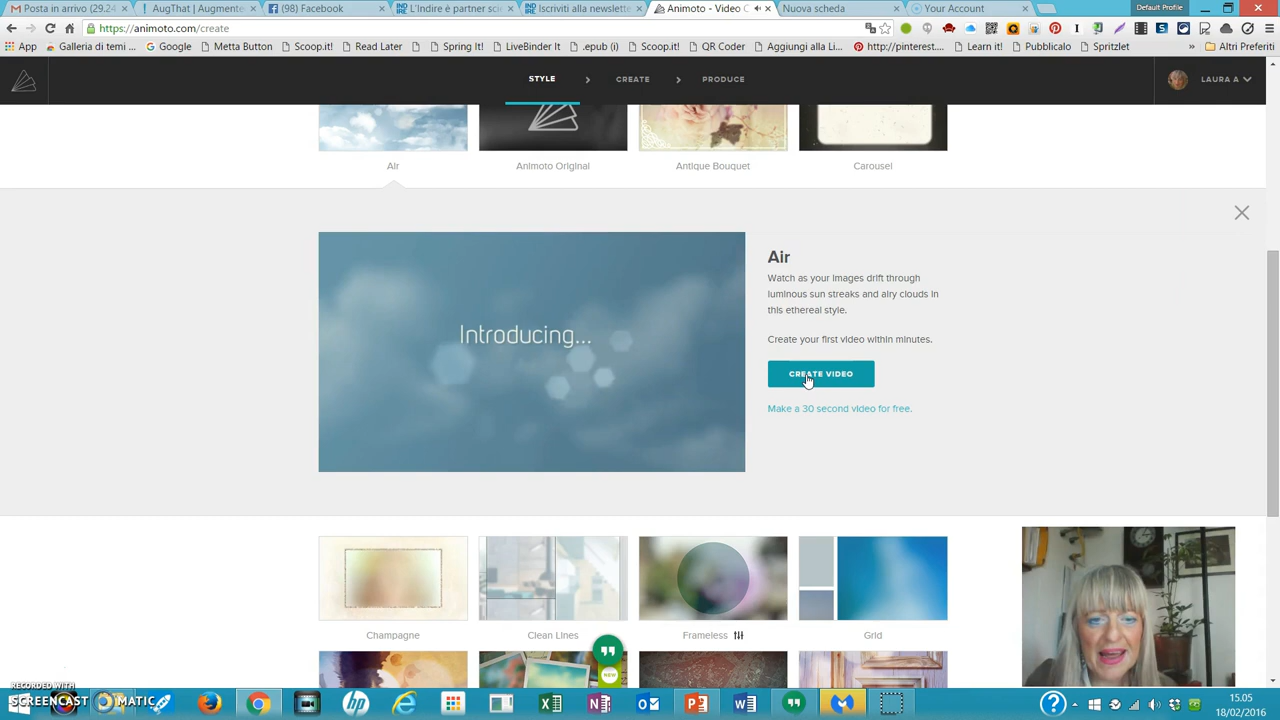 Posta in arrivo (29.24
AugThat | Augmente
(98) Facebook
L'Indire è partner scie
Iscriviti alla newslette
Animoto - Video C
Nuova scheda
Your Account
Default Profile
https://animoto.com/create
App
Galleria di temi ...
Google
Metta Button
Scoop.it!
Read Later
Spring It!
LiveBinder It
.epub (i)
Scoop.it!
QR Coder
Aggiungi alla Li...
http://pinterest....
Learn it!
Pubblicalo
Spritzlet
»
Altri Preferiti
STYLE
CREATE
PRODUCE
LAURA A
Air
Animoto Original
Antique Bouquet
Carousel
Introducing...
Air
Watch as your images drift through
luminous sun streaks and airy clouds in
this ethereal style.
Create your first video within minutes.
CREATE VIDEO
Make a 30 second video for free.
Champagne
Clean Lines
Frameless
Grid
NEW
RECORDED WITH
SCREENCAST-O-MATIC
15.05
18/02/2016